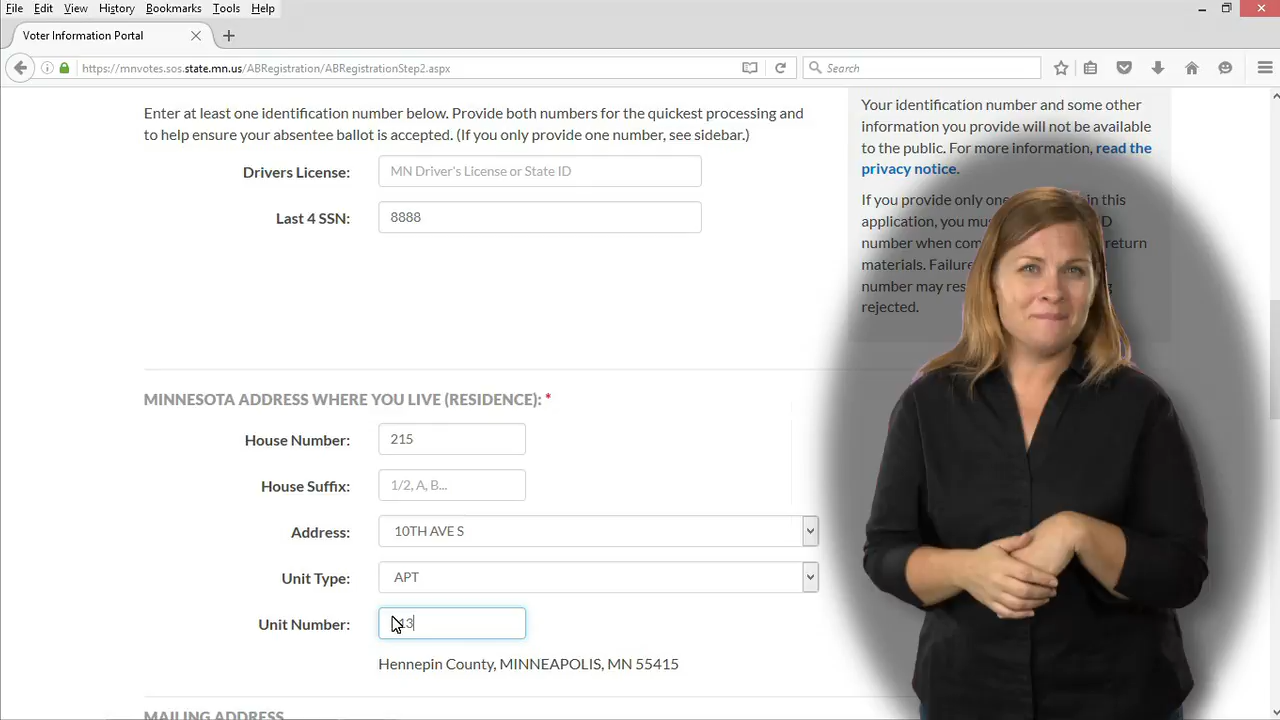 File Edit View History Bookmarks Tools Help
Voter Information Portal
https://mnvotes.sos.state.mn.us/ABRegistration/ABRegistrationStep2.aspx
Search
Enter at least one identification number below. Provide both numbers for the quickest processing and
to help ensure your absentee ballot is accepted. (If you only provide one number, see sidebar.)
Drivers License: MN Driver's License or State ID
Last 4 SSN: 8888
Your identification number and some other
information you provide will not be available
to the public. For more information, read the
privacy notice.
If you provide only one in this
application, you must D
number when com return
materials.
number may
rejected.
MINNESOTA ADDRESS WHERE YOU LIVE (RESIDENCE): *
House Number: 215
House Suffix: 1/2, A, B...
Address: 10TH AVE S
Unit Type: APT
Unit Number:
Hennepin County, MINNEAPOLIS, MN 55415
MAILING ADDRESS